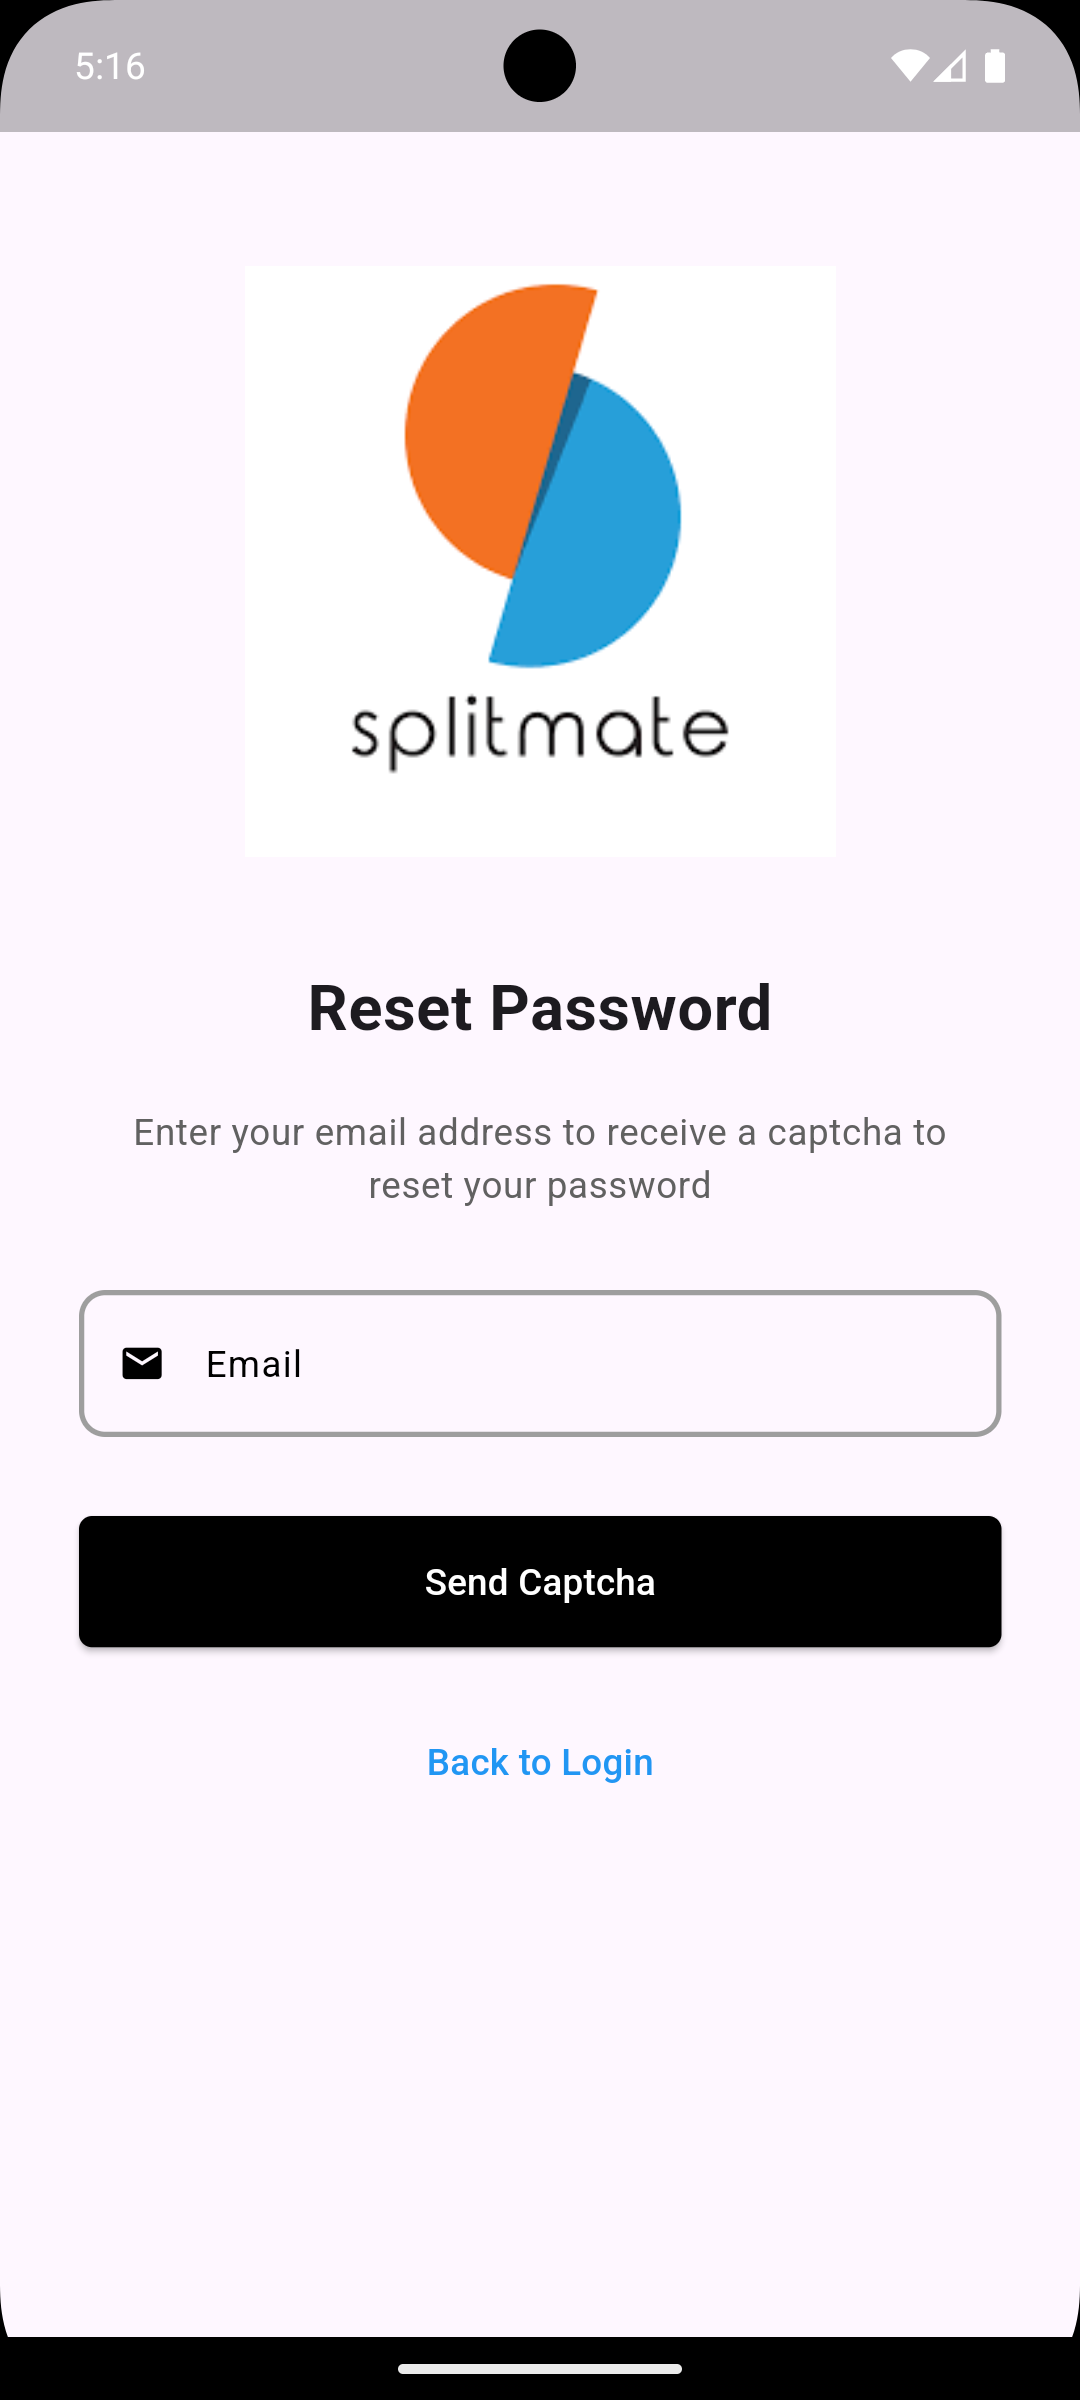 5:16
splitmate
Reset Password
Enter your email address to receive a captcha to
reset your password
Email
Send Captcha
Back to Login